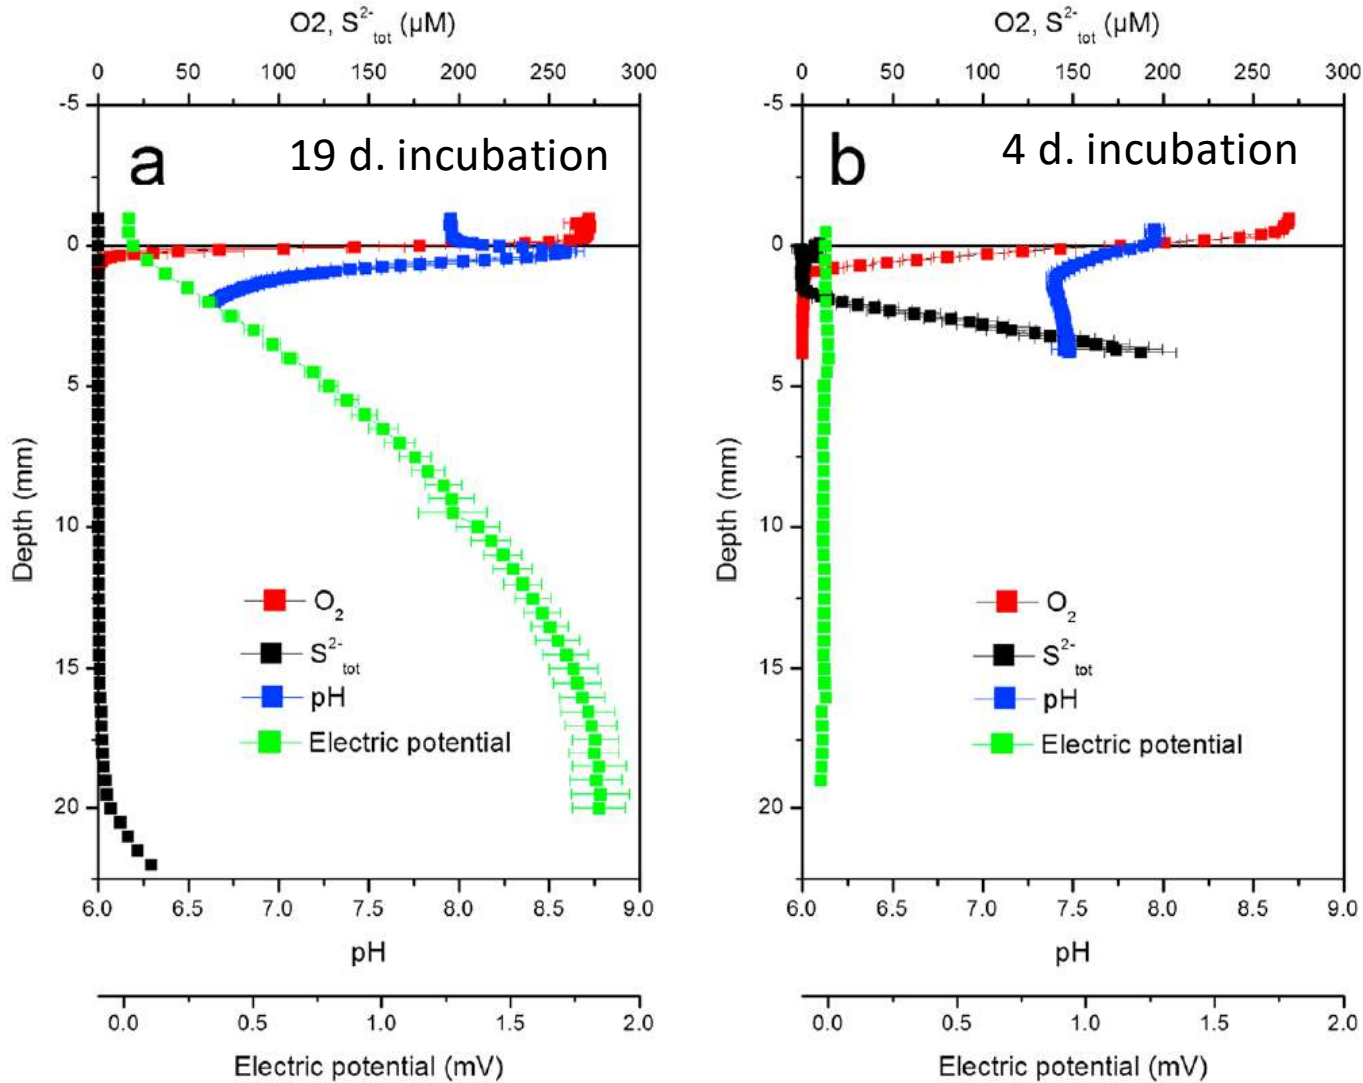 O2, S²⁻tot (µM)
0 50 100 150 200 250 300
-5
0
5
10
15
20
Depth (mm)
a
19 d. incubation
O₂
S²⁻tot
pH
Electric potential
6.0 6.5 7.0 7.5 8.0 8.5 9.0
pH
0.0 0.5 1.0 1.5 2.0
Electric potential (mV)
O2, S²⁻tot (µM)
0 50 100 150 200 250 300
-5
0
5
10
15
20
Depth (mm)
b
4 d. incubation
O₂
S²⁻tot
pH
Electric potential
6.0 6.5 7.0 7.5 8.0 8.5 9.0
pH
0.0 0.5 1.0 1.5 2.0
Electric potential (mV)